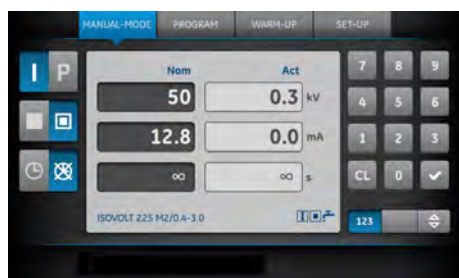 MANUAL-MODE PROGRAM WARM-UP SET-UP
I P
Nom Act
50 0.3 kV
12.8 0.0 mA
∞ ∞ s
ISOVOLT 225 M2/0.4-3.0
7 8 9
4 5 6
1 2 3
CL 0
123